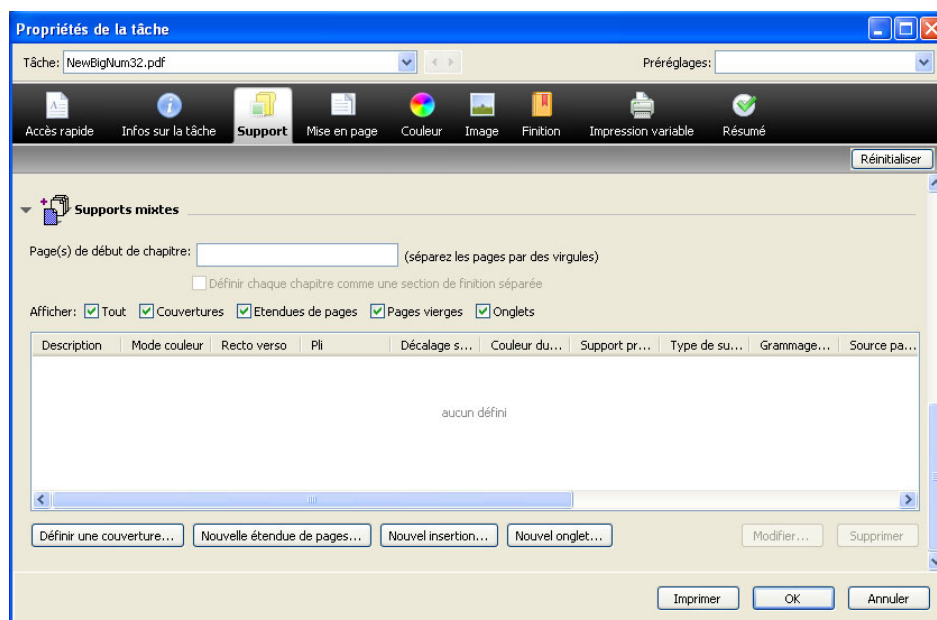 Propriétés de la tâche
Tâche: NewBigNum32.pdf Préréglages:
Accès rapide Infos sur la tâche Support Mise en page Couleur Image Finition Impression variable Résumé
Réinitialiser
Supports mixtes
Page(s) de début de chapitre: (séparez les pages par des virgules)
Définir chaque chapitre comme une section de finition séparée
Afficher: Tout Couvertures Etendues de pages Pages vierges Onglets
Description Mode couleur Recto verso Pli Décalage s... Couleur du... Support pr... Type de su... Grammage... Source pa...
aucun défini
Définir une couverture... Nouvelle étendue de pages... Nouvel insertion... Nouvel onglet... Modifier... Supprimer
Imprimer OK Annuler